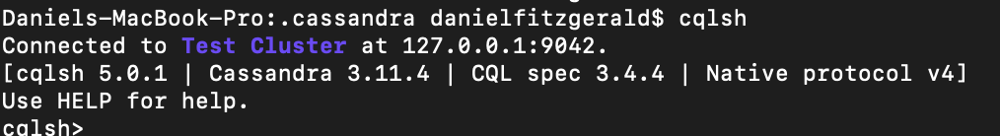 Daniels-MacBook-Pro:.cassandra danielfitzgerald$ cqlsh
Connected to Test Cluster at 127.0.0.1:9042.
[cqlsh 5.0.1 | Cassandra 3.11.4 | CQL spec 3.4.4 | Native protocol v4]
Use HELP for help.
cqlsh>